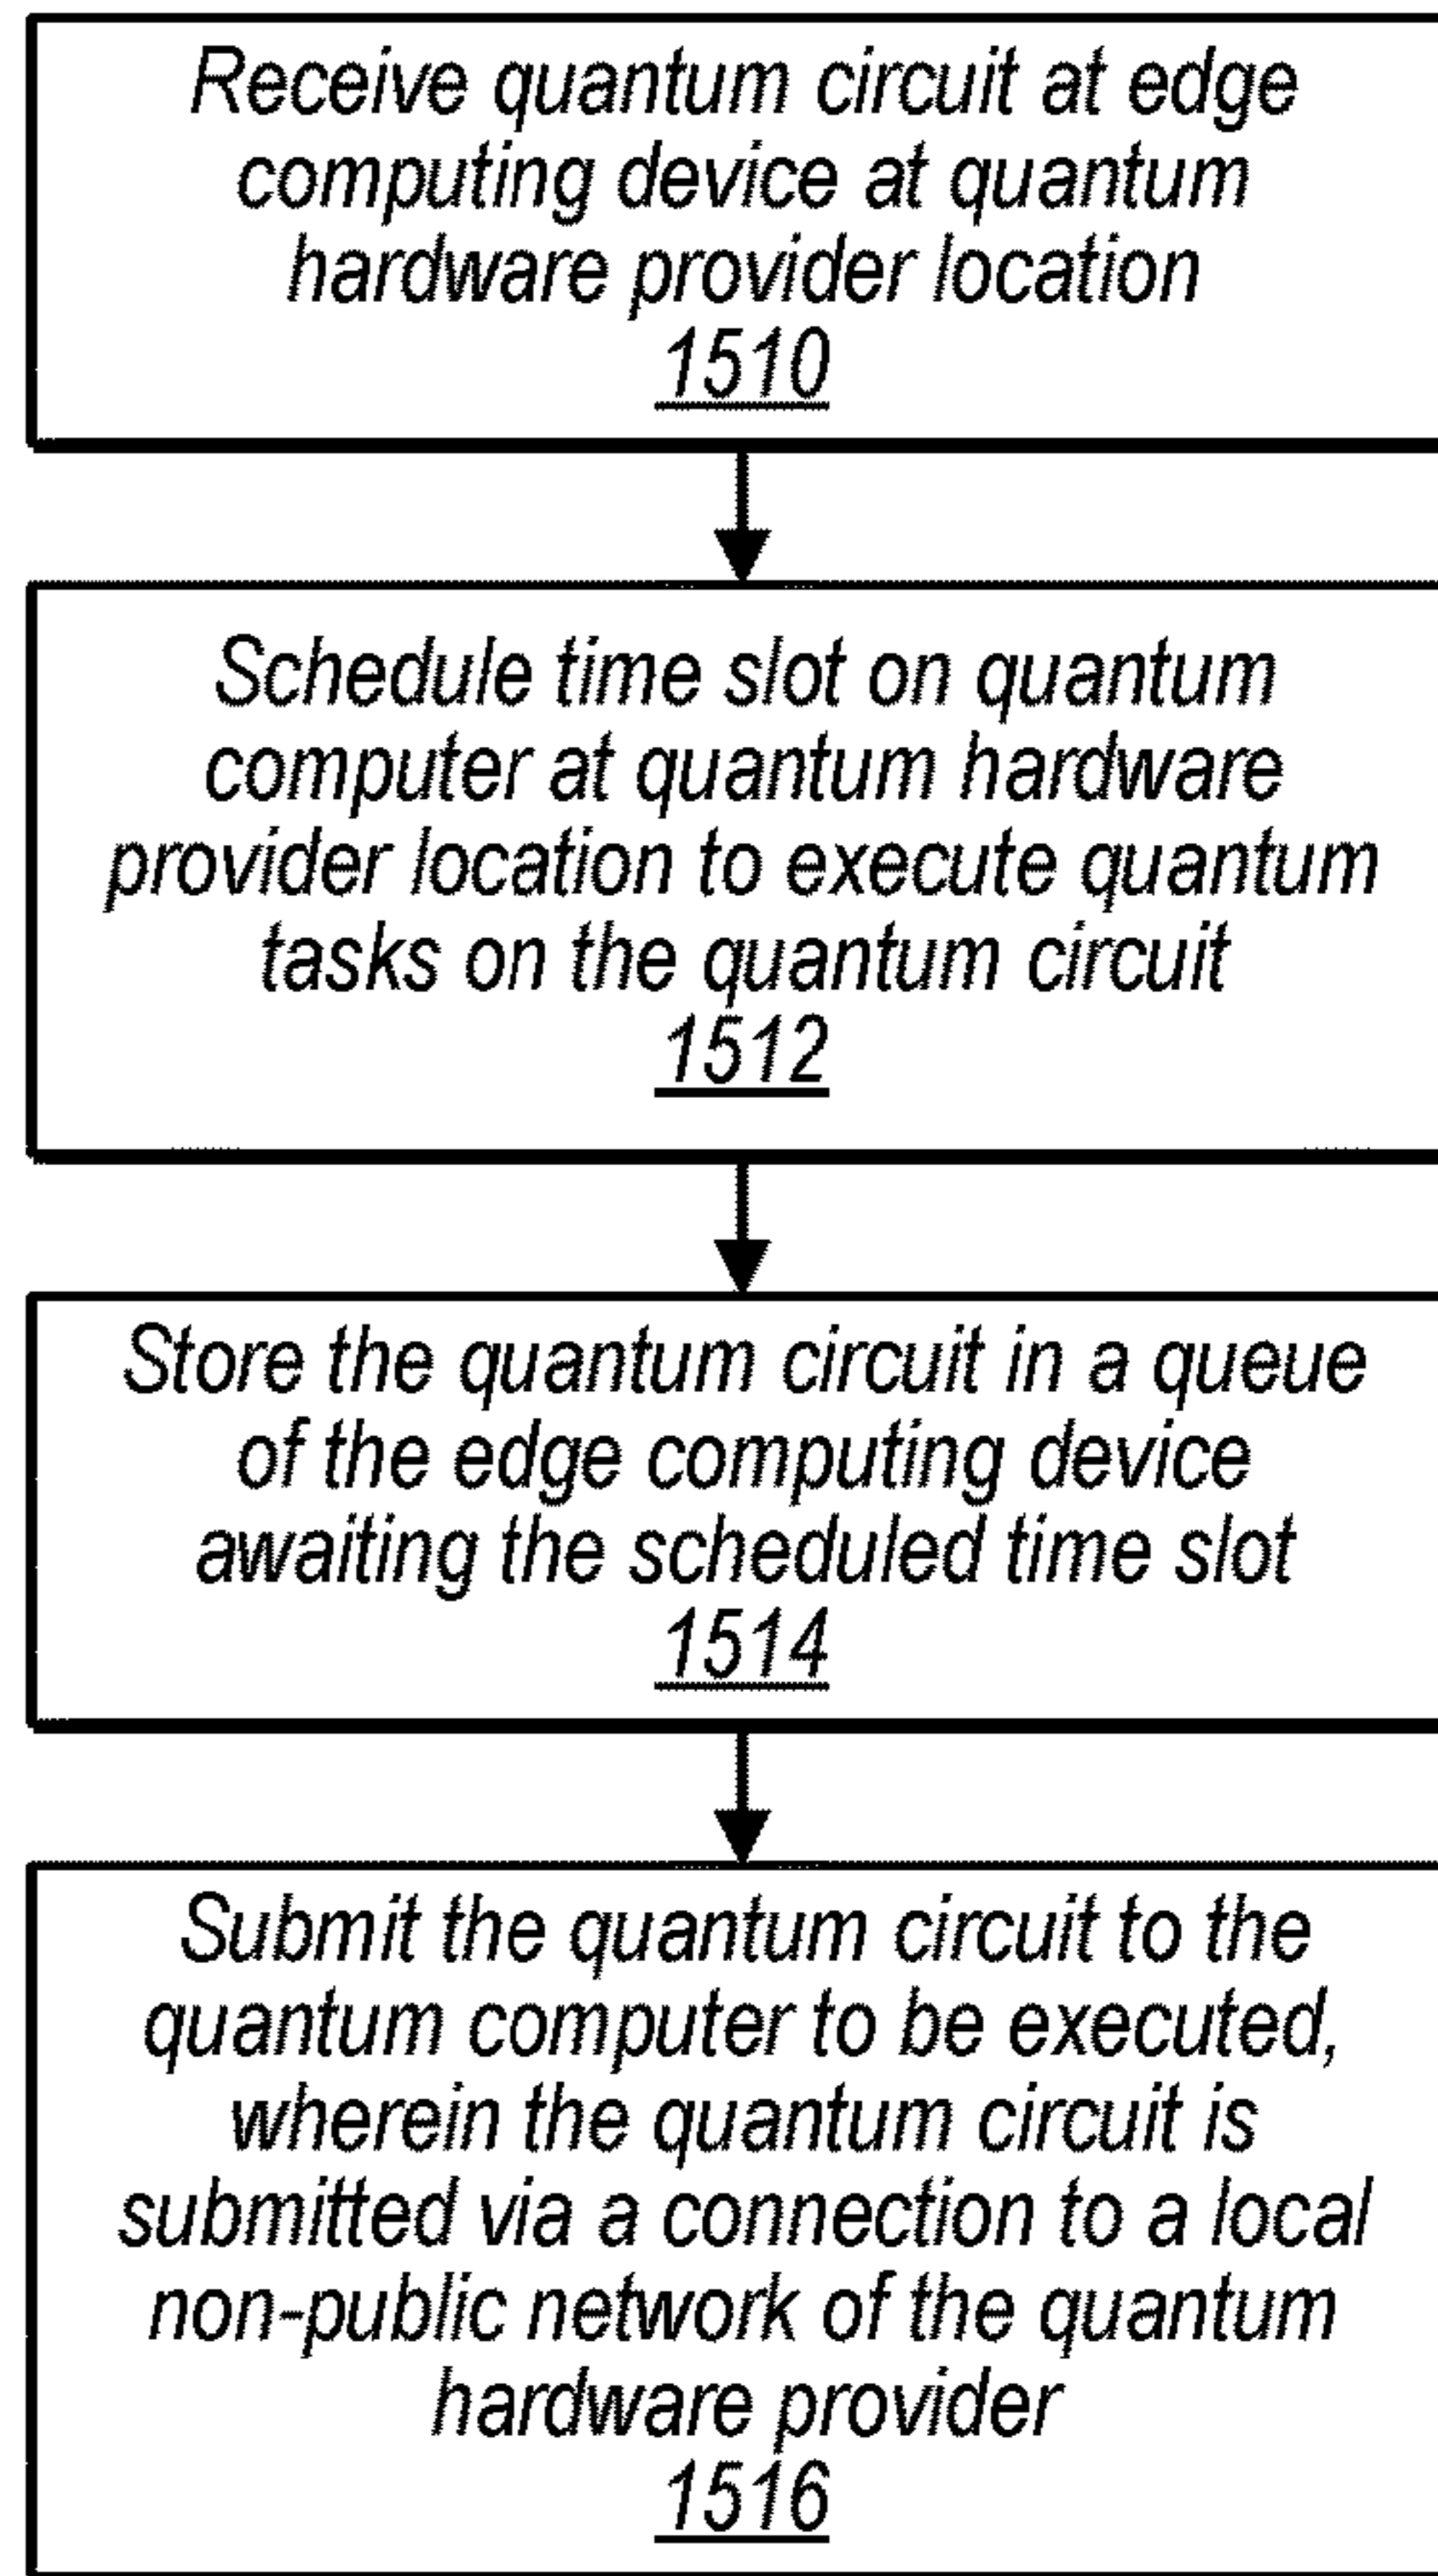 Receive quantum circuit at edge
computing device at quantum
hardware provider location
1510
Schedule time slot on quantum
computer at quantum hardware
provider location to execute quantum
tasks on the quantum circuit
1512
Store the quantum circuit in a queue
of the edge computing device
awaiting the scheduled time slot
1514
Submit the quantum circuit to the
quantum computer to be executed,
wherein the quantum circuit is
submitted via a connection to a local
non-public network of the quantum
hardware provider
1516